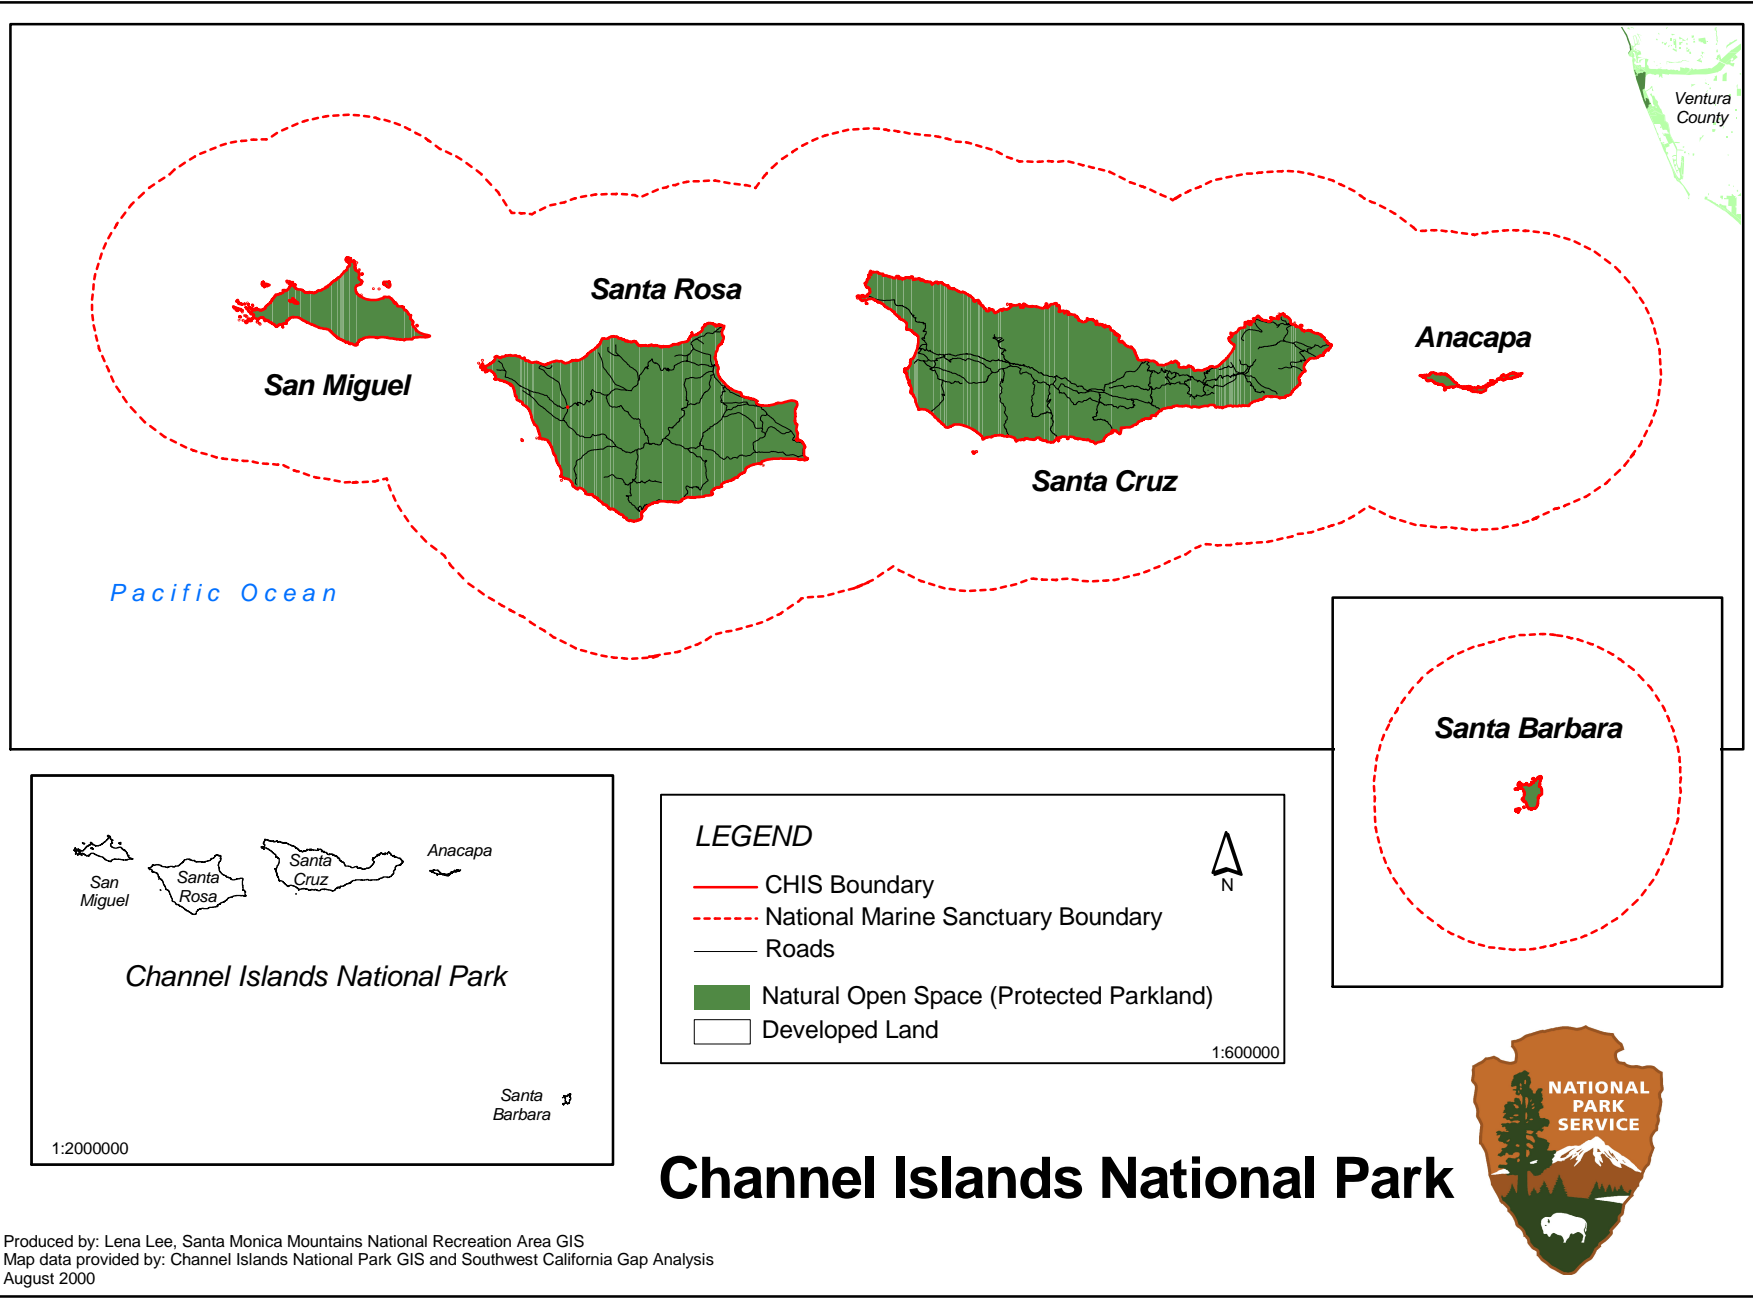 Ventura
County
Santa Rosa
Anacapa
San Miguel
Santa Cruz
Pacific Ocean
Santa Barbara
San
Miguel
Santa
Rosa
Santa
Cruz
Anacapa
Channel Islands National Park
Santa
Barbara
1:2000000
LEGEND
N
CHIS Boundary
National Marine Sanctuary Boundary
Roads
Natural Open Space (Protected Parkland)
Developed Land
1:600000
NATIONAL
PARK
SERVICE
Channel Islands National Park
Produced by: Lena Lee, Santa Monica Mountains National Recreation Area GIS
Map data provided by: Channel Islands National Park GIS and Southwest California Gap Analysis
August 2000